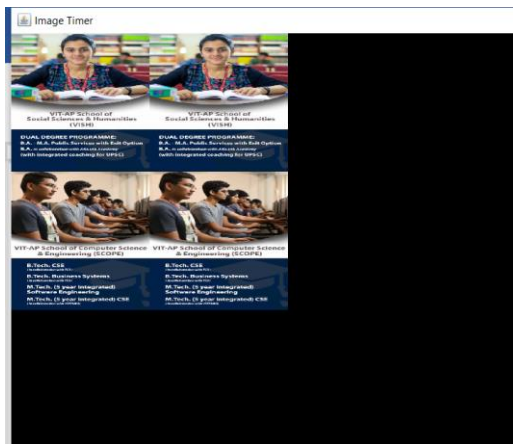 Image Timer
VIT-AP School of
Social Sciences & Humanities
(VISH)
VIT-AP School of
Social Sciences & Humanities
(VISH)
DUAL DEGREE PROGRAMME:
B.A. - M.A. Public Services with Exit Option
B.A.
(with integrated coaching for UPSC)
DUAL DEGREE PROGRAMME:
B.A. - M.A. Public Services with Exit Option
B.A.
(with integrated coaching for UPSC)
VIT-AP School of Computer Science
& Engineering (SCOPE)
VIT-AP School of Computer Science
& Engineering (SCOPE)
B.Tech. CSE
B.Tech. Business Systems
M.Tech. (5 year integrated)
Software Engineering
M.Tech. (5 year integrated) CSE
B.Tech. CSE
B.Tech. Business Systems
M.Tech. (5 year integrated)
Software Engineering
M.Tech. (5 year integrated) CSE